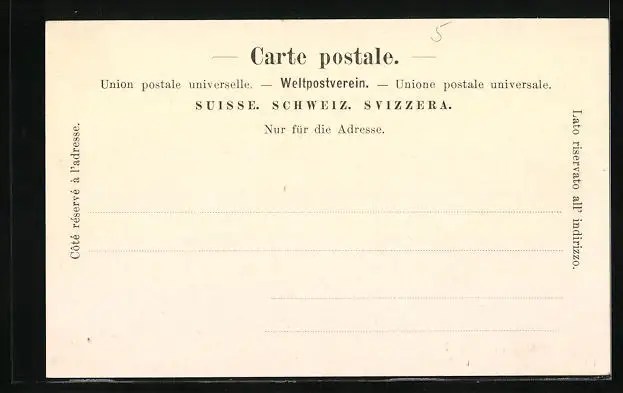 5
— Carte postale. —
Union postale universelle. — Weltpostverein. — Unione postale universale.
SUISSE. SCHWEIZ. SVIZZERA.
Nur für die Adresse.
Côté réservé à l'adresse.
Lato riservato all' indirizzo.